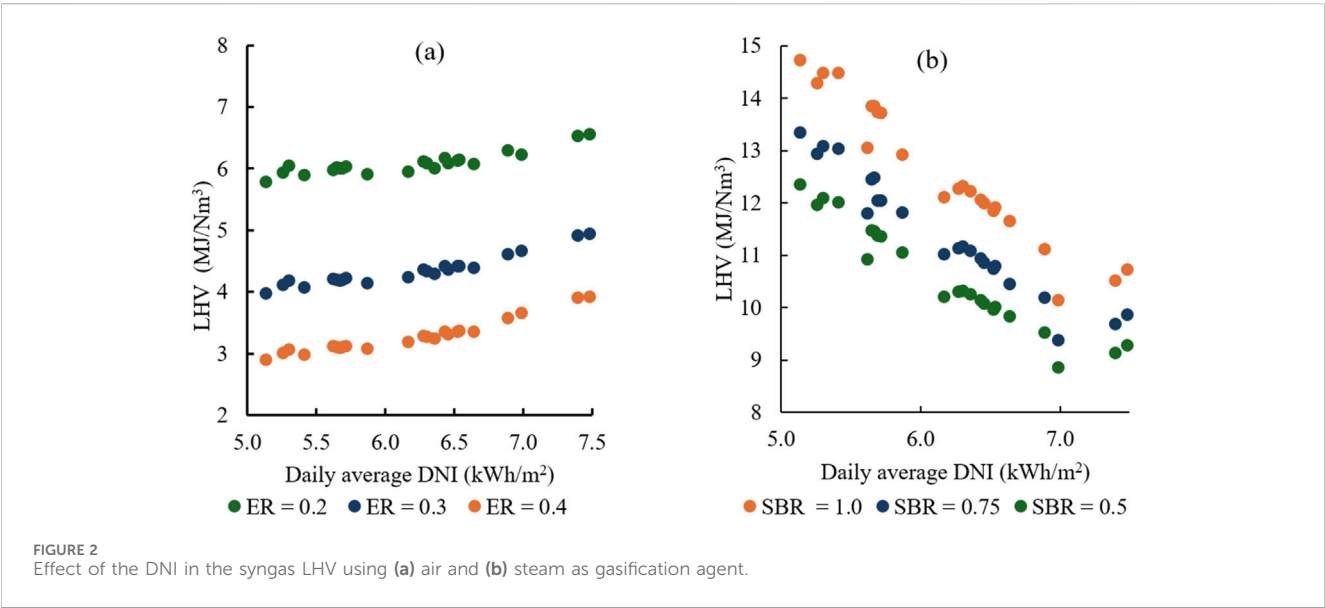 (a)
8
7
6
5
4
3
2
LHV (MJ/Nm³)
5.0 5.5 6.0 6.5 7.0 7.5
Daily average DNI (kWh/m²)
ER = 0.2 ER = 0.3 ER = 0.4
(b)
15
14
13
12
11
10
9
8
LHV (MJ/Nm³)
5.0 6.0 7.0
Daily average DNI (kWh/m²)
SBR = 1.0 SBR = 0.75 SBR = 0.5
FIGURE 2
Effect of the DNI in the syngas LHV using (a) air and (b) steam as gasification agent.